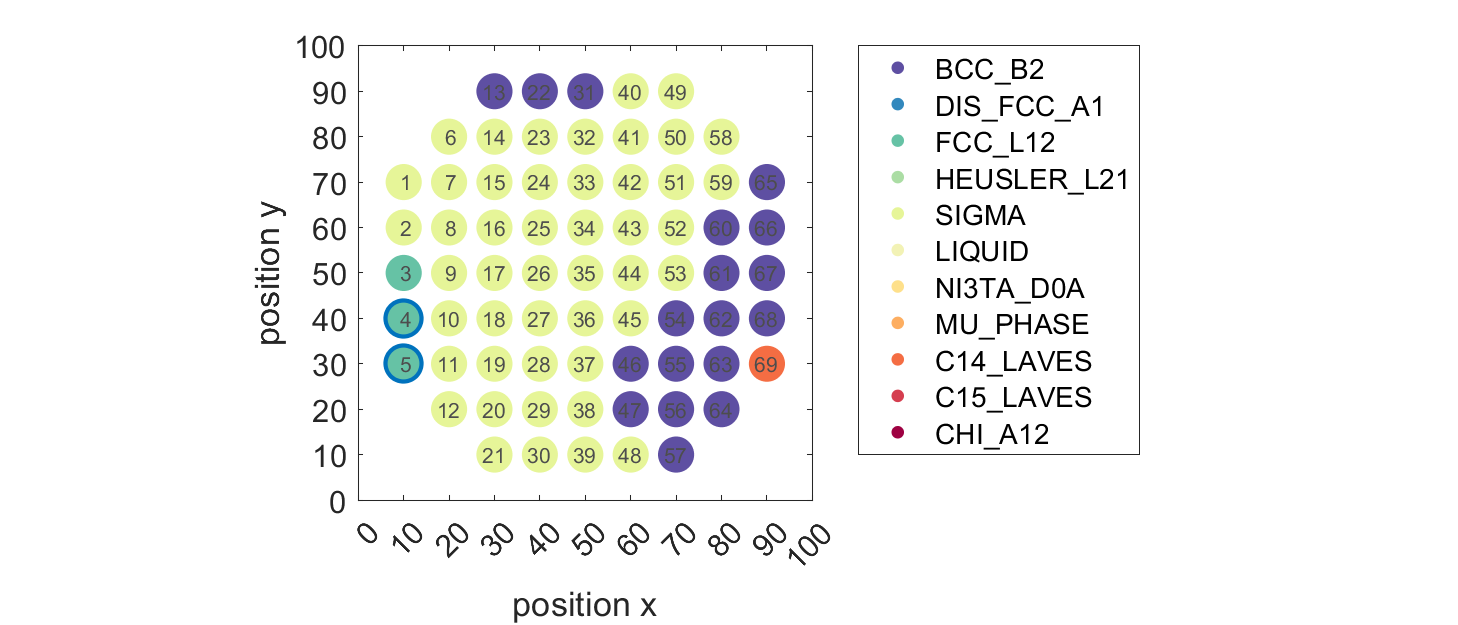 100
90 13 22 31 40 49
80 6 14 23 32 41 50 58
70 1 7 15 24 33 42 51 59 65
60 2 8 16 25 34 43 52 60 66
50 3 9 17 26 35 44 53 61 67
40 4 10 18 27 36 45 54 62 68
30 5 11 19 28 37 46 55 63 69
20 12 20 29 38 47 56 64
10 21 30 39 48 57
0
0 10 20 30 40 50 60 70 80 90 100
position x
position y
BCC_B2
DIS_FCC_A1
FCC_L12
HEUSLER_L21
SIGMA
LIQUID
NI3TA_D0A
MU_PHASE
C14_LAVES
C15_LAVES
CHI_A12